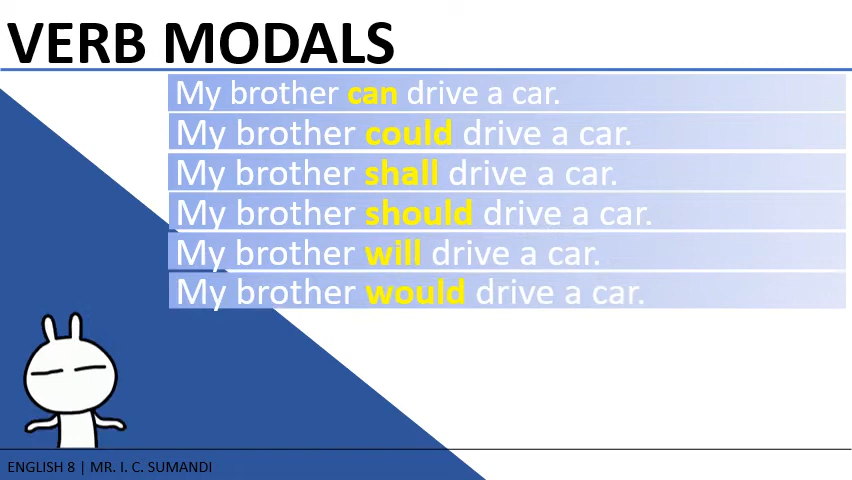 VERB MODALS
My brother can drive a car.
My brother could drive a car.
My brother shall drive a car.
My brother should drive a car.
My brother will drive a car.
My brother would drive a car.
ENGLISH 8 | MR. I. C. SUMANDI